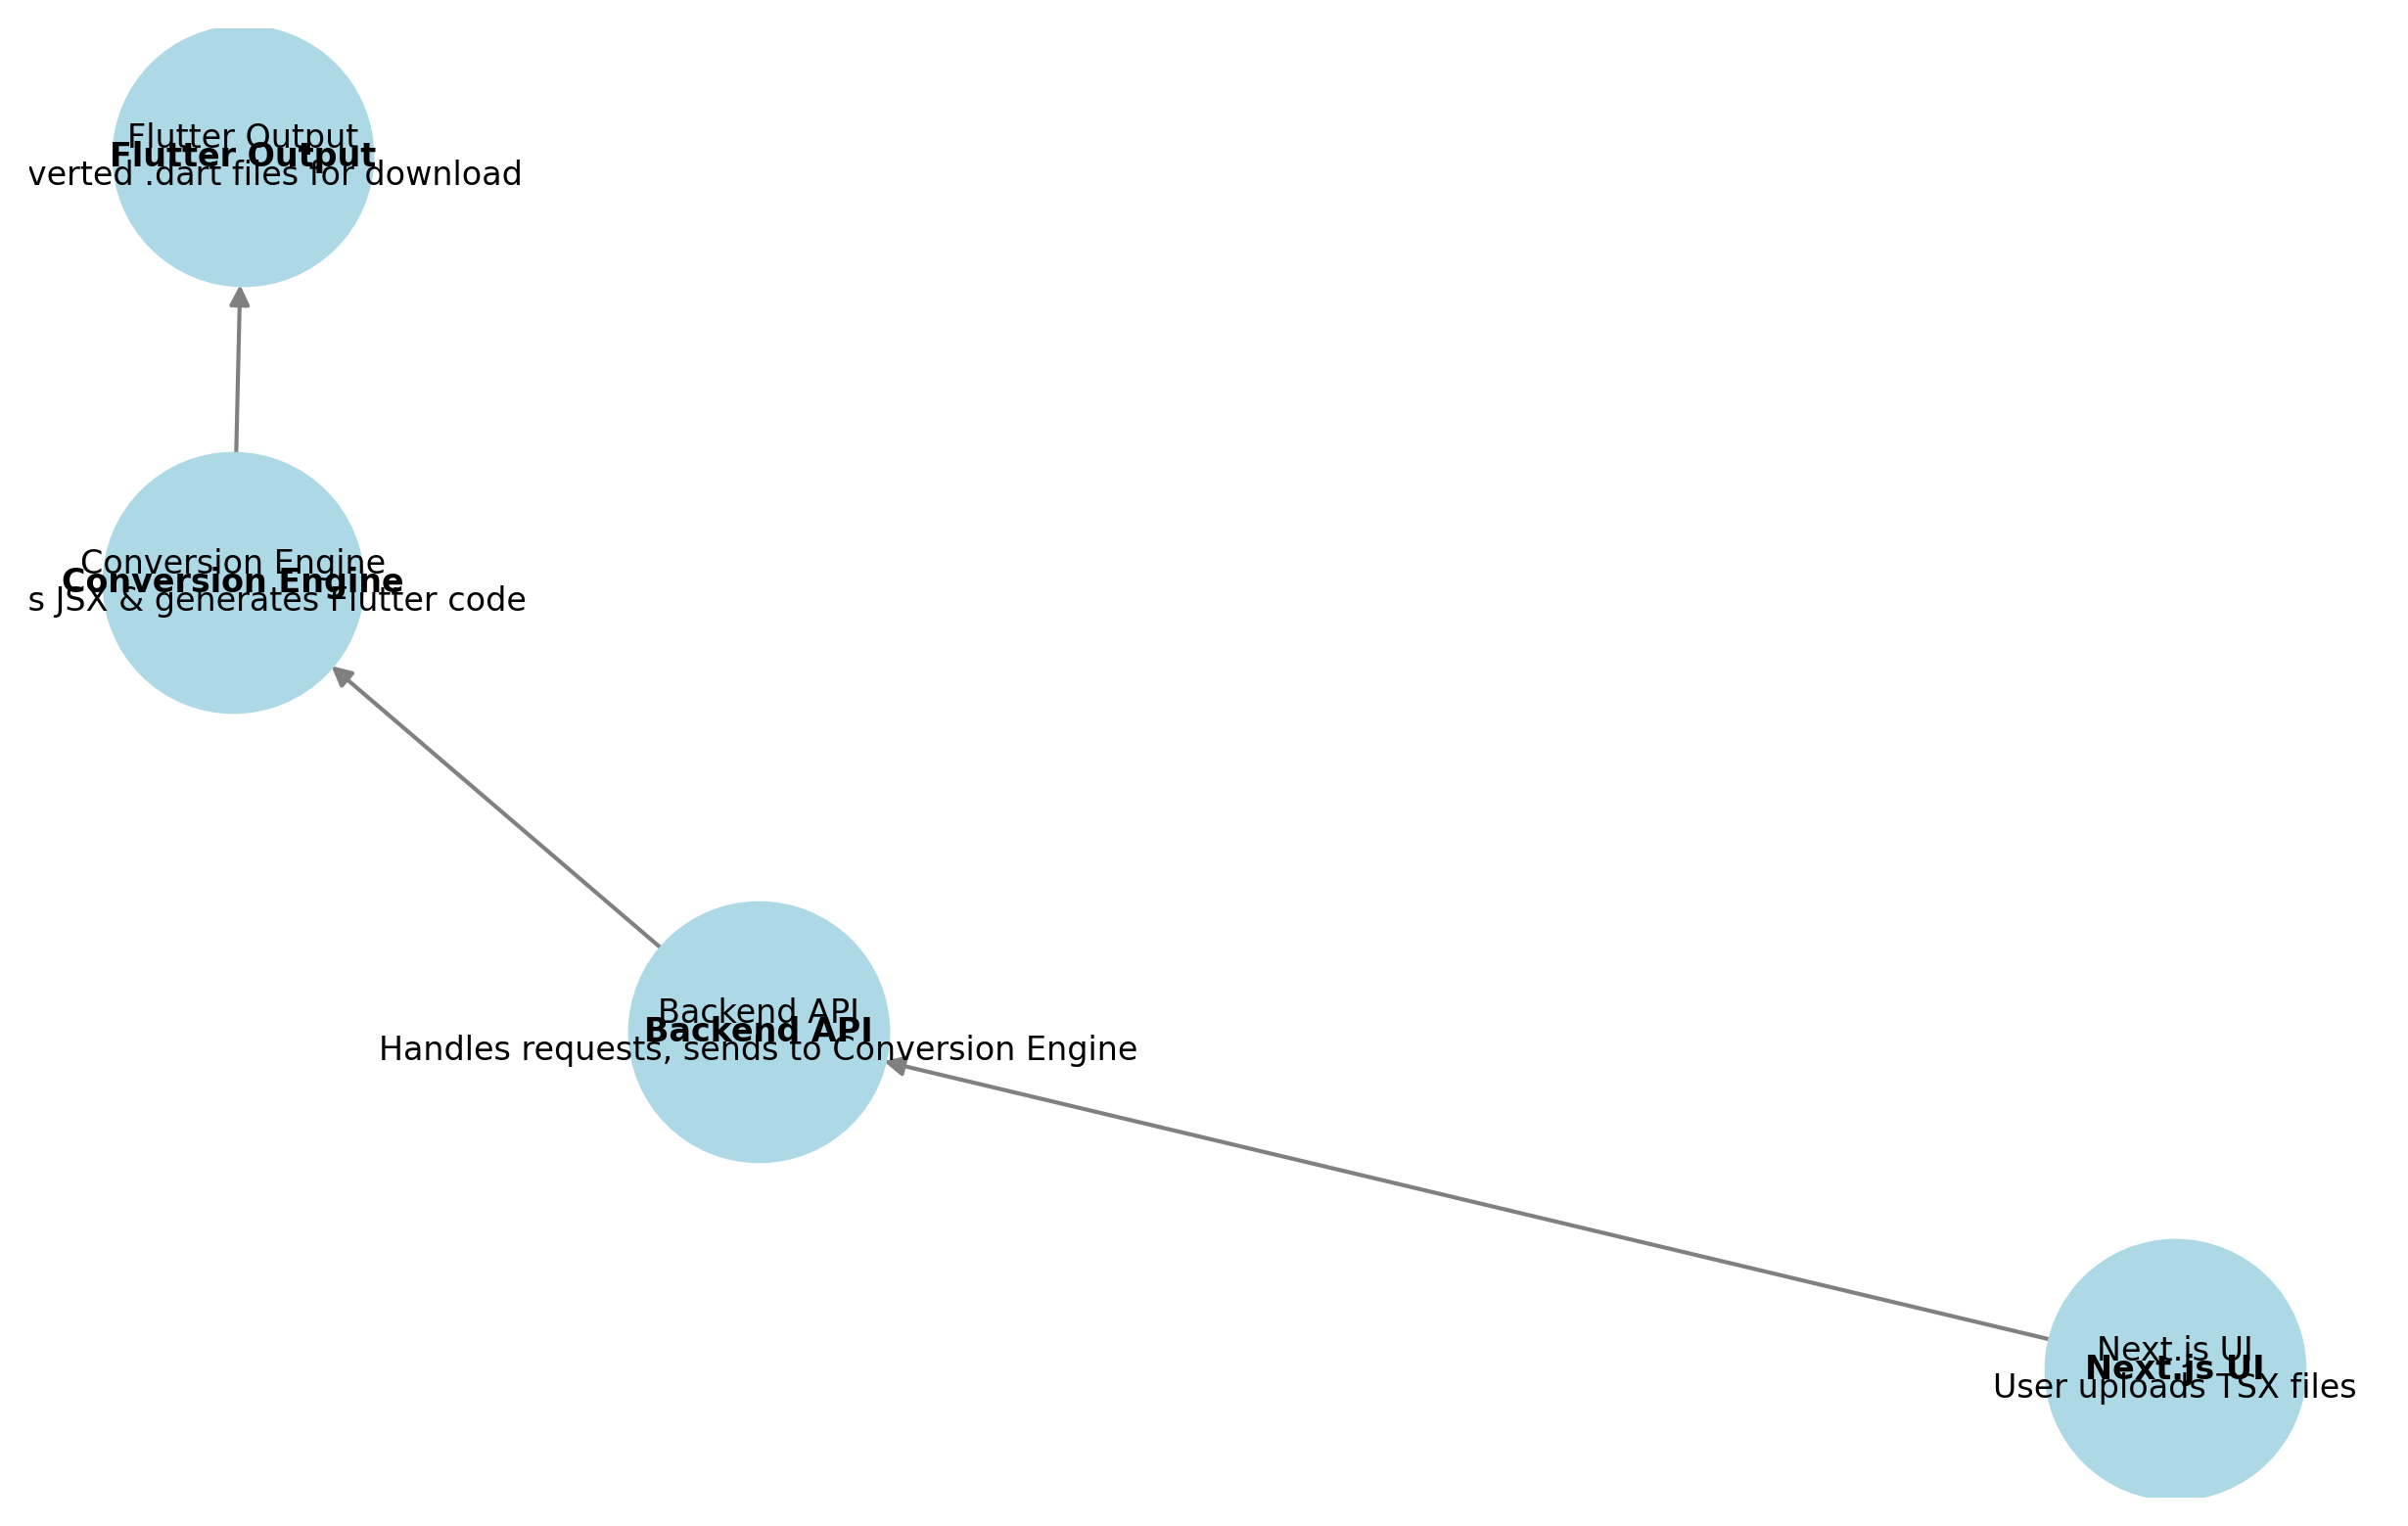 Flutter Output
Flutter Output
verted .dart files for download
Conversion Engine
Conversion Engine
s JSX & generates Flutter code
Backend API
Backend API
Handles requests, sends to Conversion Engine
Next.js UI
Next.js UI
User uploads TSX files